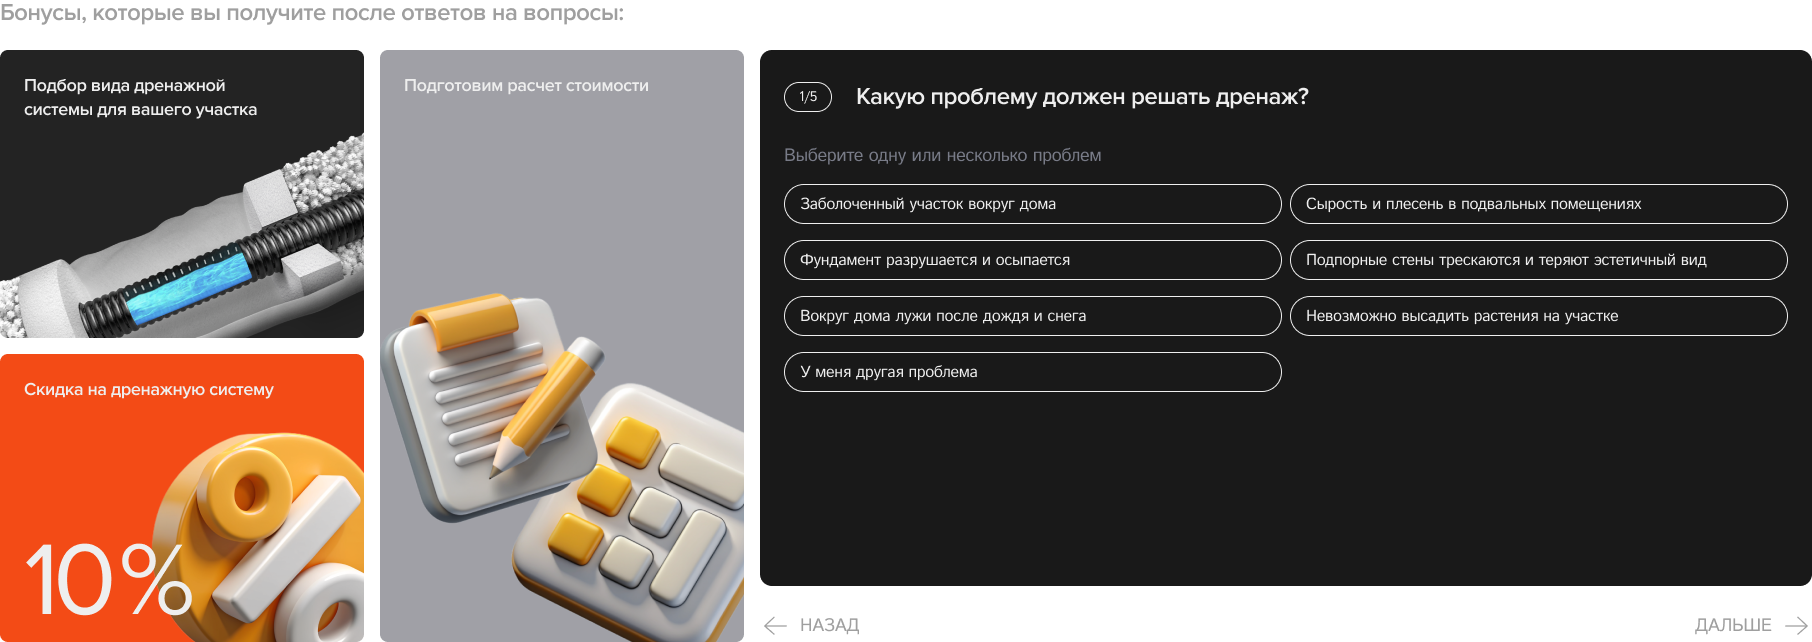 Бонусы, которые вы получите после ответов на вопросы:
Подбор вида дренажной
системы для вашего участка
Скидка на дренажную систему
10%
Подготовим расчет стоимости
1/5
Какую проблему должен решать дренаж?
Выберите одну или несколько проблем
Заболоченный участок вокруг дома
Сырость и плесень в подвальных помещениях
Фундамент разрушается и осыпается
Подпорные стены трескаются и теряют эстетичный вид
Вокруг дома лужи после дождя и снега
Невозможно высадить растения на участке
У меня другая проблема
НАЗАД
ДАЛЬШЕ